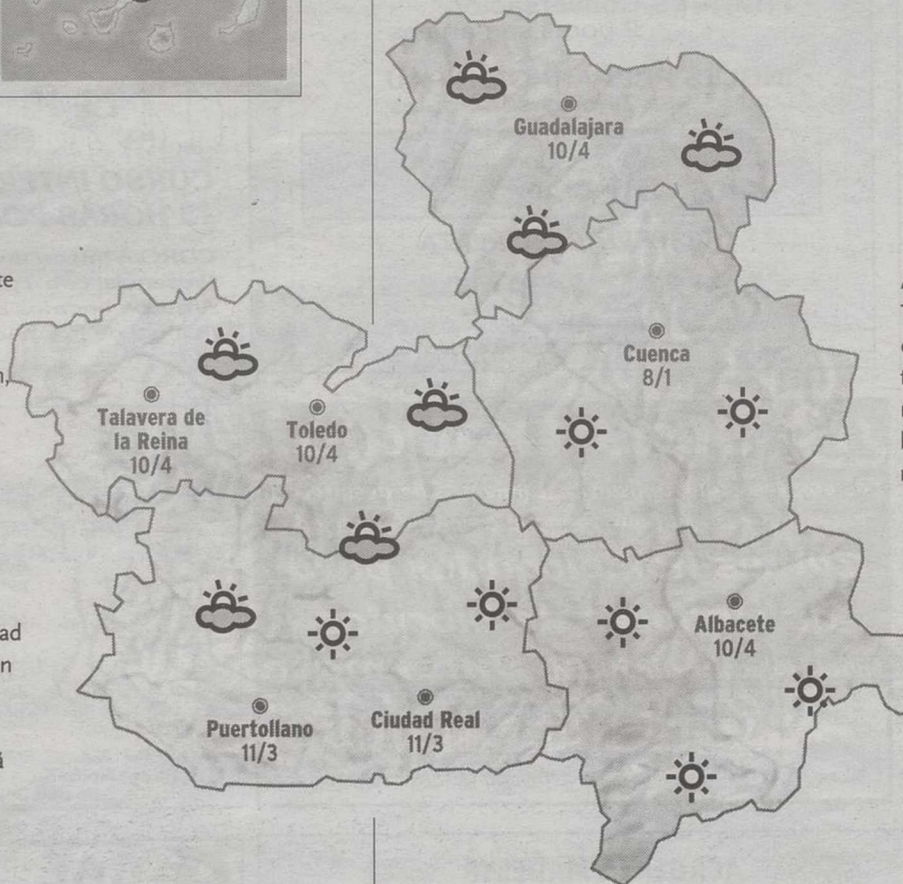 Guadalajara
10/4
Cuenca
8/1
Talavera de
la Reina
10/4
Toledo
10/4
Albacete
10/4
Puertollano
11/3
Ciudad Real
11/3